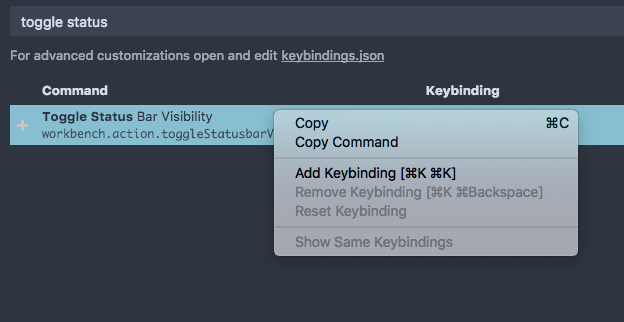 toggle status
For advanced customizations open and edit keybindings.json
Command Keybinding
Toggle Status Bar Visibility
workbench.action.toggleStatusbarV
Copy ⌘C
Copy Command
Add Keybinding [⌘K ⌘K]
Remove Keybinding [⌘K ⌘Backspace]
Reset Keybinding
Show Same Keybindings